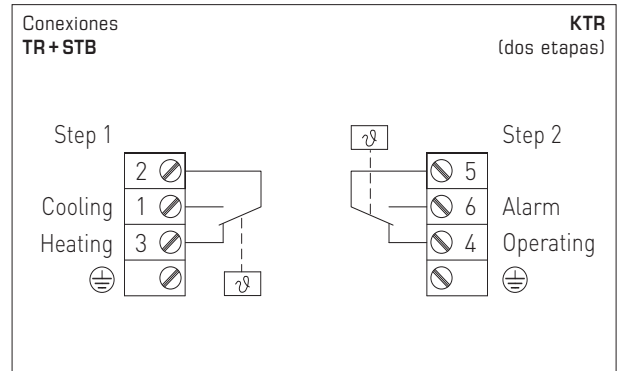 Conexiones
TR+STB
KTR
(dos etapas)
Step 1
2
Cooling 1
Heating 3
ϑ
ϑ
Step 2
5
6 Alarm
4 Operating